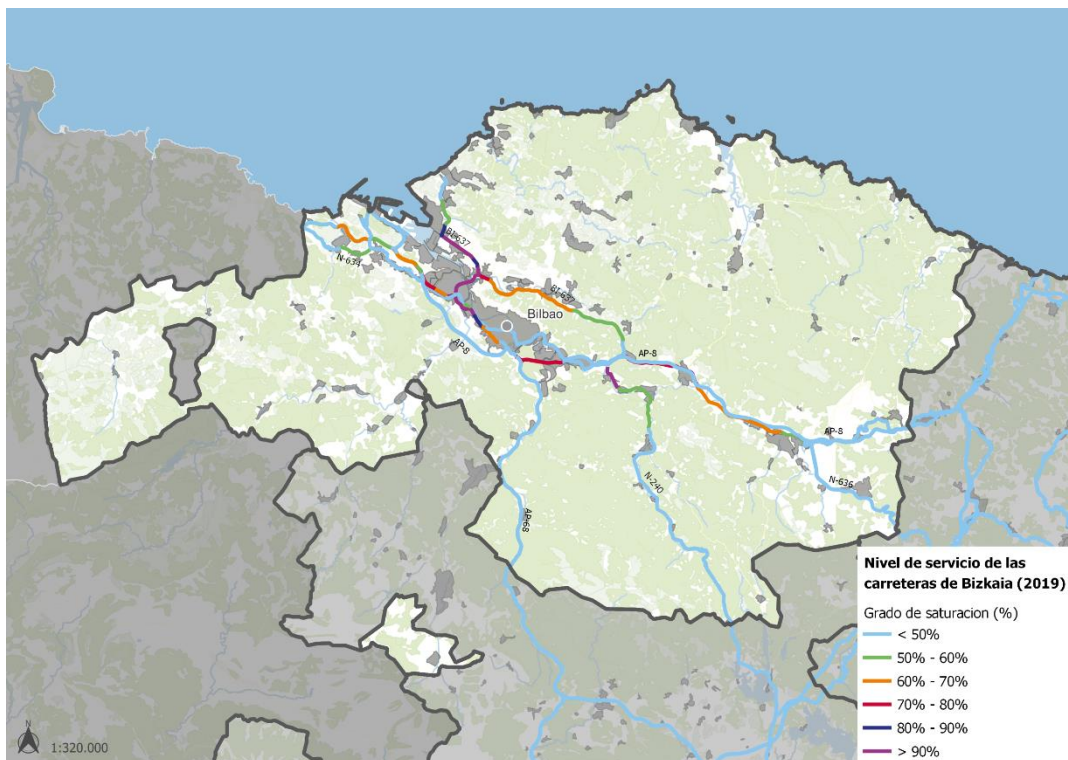 BI-637
N-634
BI-637
Bilbao
AP-8
AP-8
AP-8
N-636
N-240
AP-68
Nivel de servicio de las
carreteras de Bizkaia (2019)
Grado de saturacion (%)
< 50%
50% - 60%
60% - 70%
70% - 80%
80% - 90%
> 90%
N
1:320.000